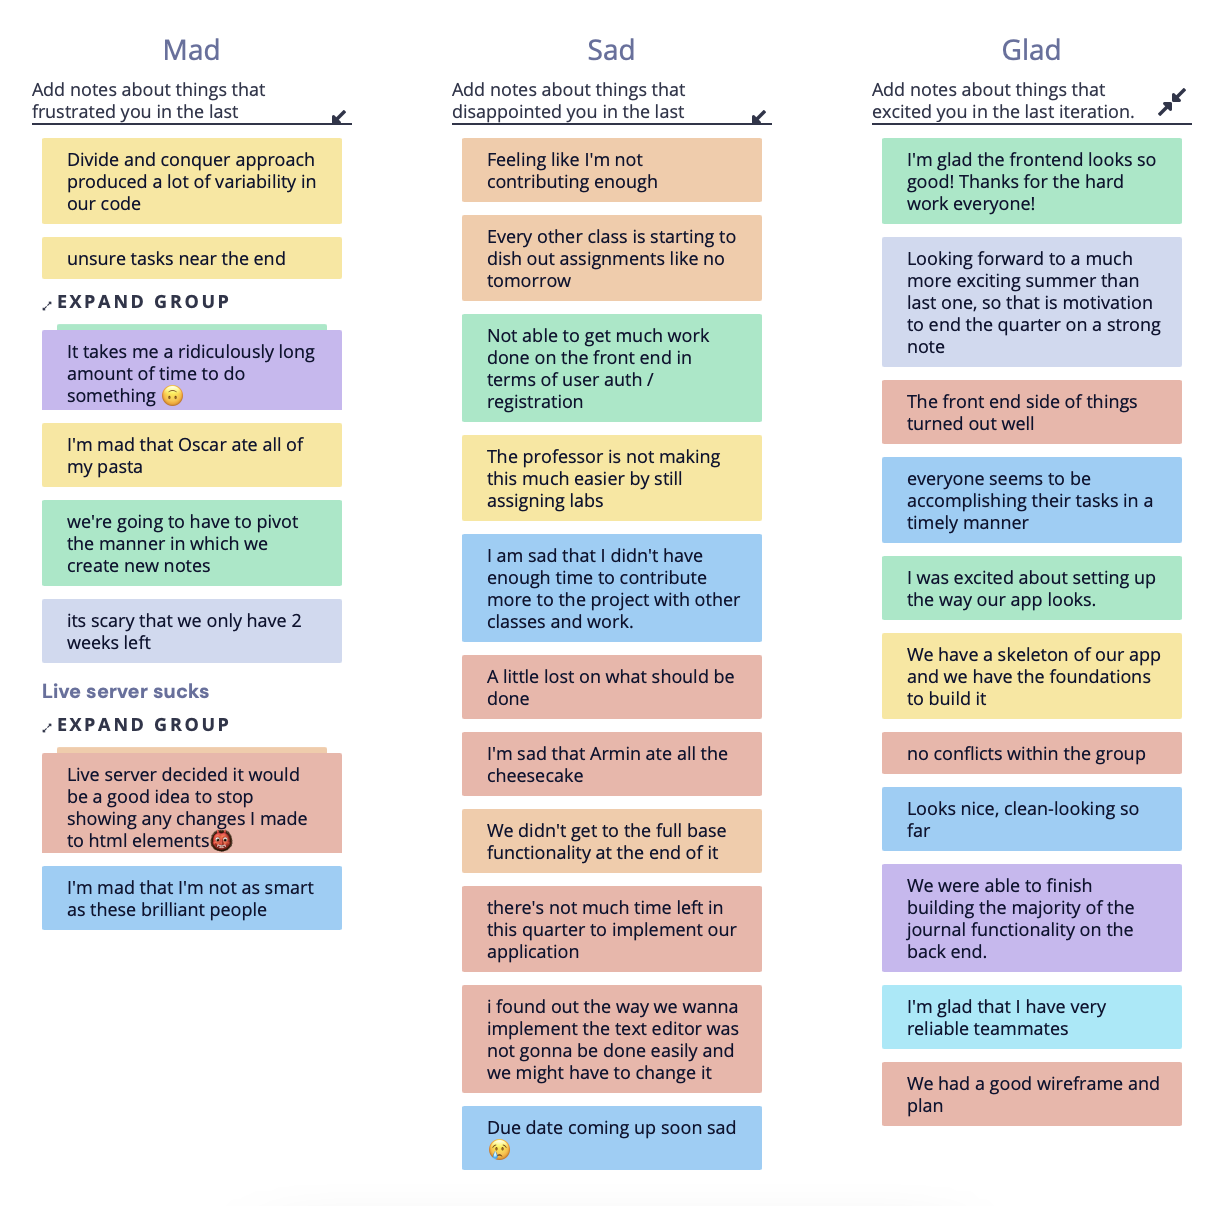 Mad
Add notes about things that
frustrated you in the last
Divide and conquer approach
produced a lot of variability in
our code
unsure tasks near the end
EXPAND GROUP
It takes me a ridiculously long
amount of time to do
something 🙃
I'm mad that Oscar ate all of
my pasta
we're going to have to pivot
the manner in which we
create new notes
its scary that we only have 2
weeks left
Live server sucks
EXPAND GROUP
Live server decided it would
be a good idea to stop
showing any changes I made
to html elements👹
I'm mad that I'm not as smart
as these brilliant people
Sad
Add notes about things that
disappointed you in the last
Feeling like I'm not
contributing enough
Every other class is starting to
dish out assignments like no
tomorrow
Not able to get much work
done on the front end in
terms of user auth /
registration
The professor is not making
this much easier by still
assigning labs
I am sad that I didn't have
enough time to contribute
more to the project with other
classes and work.
A little lost on what should be
done
I'm sad that Armin ate all the
cheesecake
We didn't get to the full base
functionality at the end of it
there's not much time left in
this quarter to implement our
application
i found out the way we wanna
implement the text editor was
not gonna be done easily and
we might have to change it
Due date coming up soon sad
😢
Glad
Add notes about things that
excited you in the last iteration.
I'm glad the frontend looks so
good! Thanks for the hard
work everyone!
Looking forward to a much
more exciting summer than
last one, so that is motivation
to end the quarter on a strong
note
The front end side of things
turned out well
everyone seems to be
accomplishing their tasks in a
timely manner
I was excited about setting up
the way our app looks.
We have a skeleton of our app
and we have the foundations
to build it
no conflicts within the group
Looks nice, clean-looking so
far
We were able to finish
building the majority of the
journal functionality on the
back end.
I'm glad that I have very
reliable teammates
We had a good wireframe and
plan